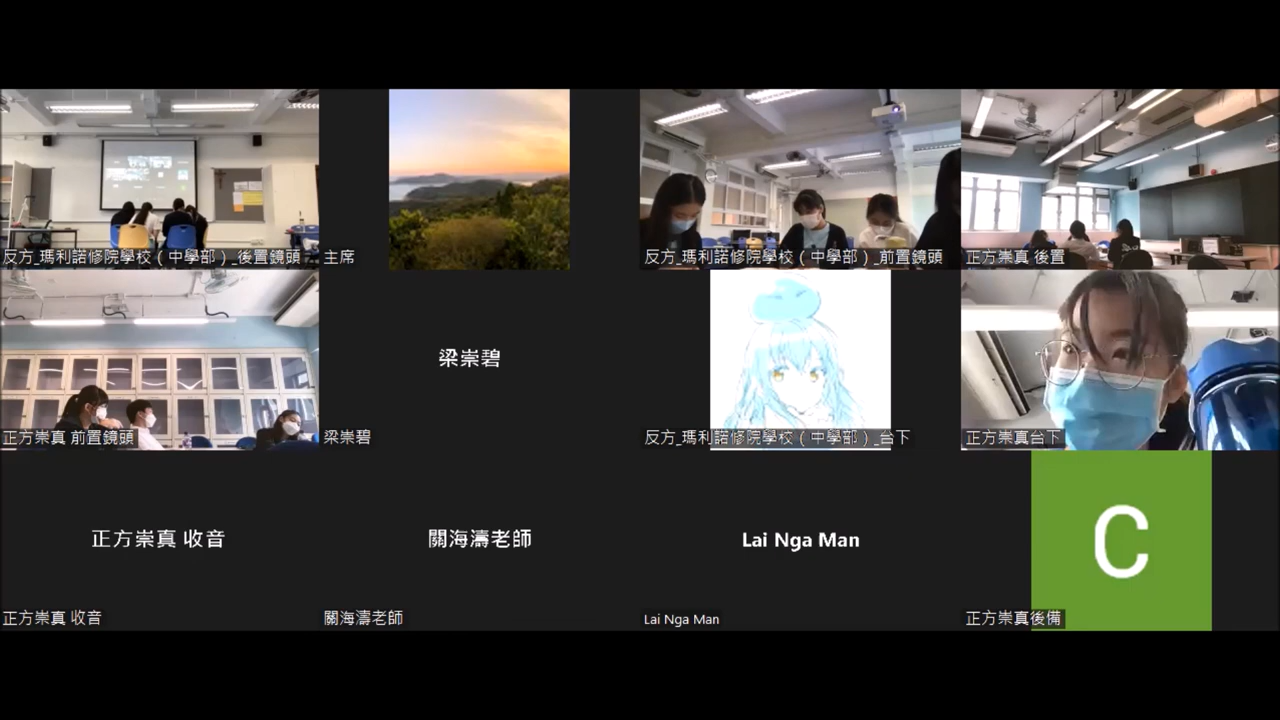 反方_瑪利諾修院學校（中學部）_後置鏡頭
主席
反方_瑪利諾修院學校（中學部）_前置鏡頭
正方崇真 後置
正方崇真 前置鏡頭
梁崇碧
梁崇碧
反方_瑪利諾修院學校（中學部）_台下
正方崇真台下
正方崇真 收音
正方崇真 收音
關海濤老師
關海濤老師
Lai Nga Man
Lai Nga Man
C
正方崇真後備